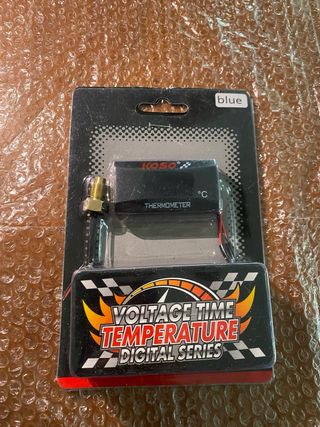 blue
KOSO
°C
THERMOMETER
VOLTAGE TIME
TEMPERATURE
DIGITAL SERIES